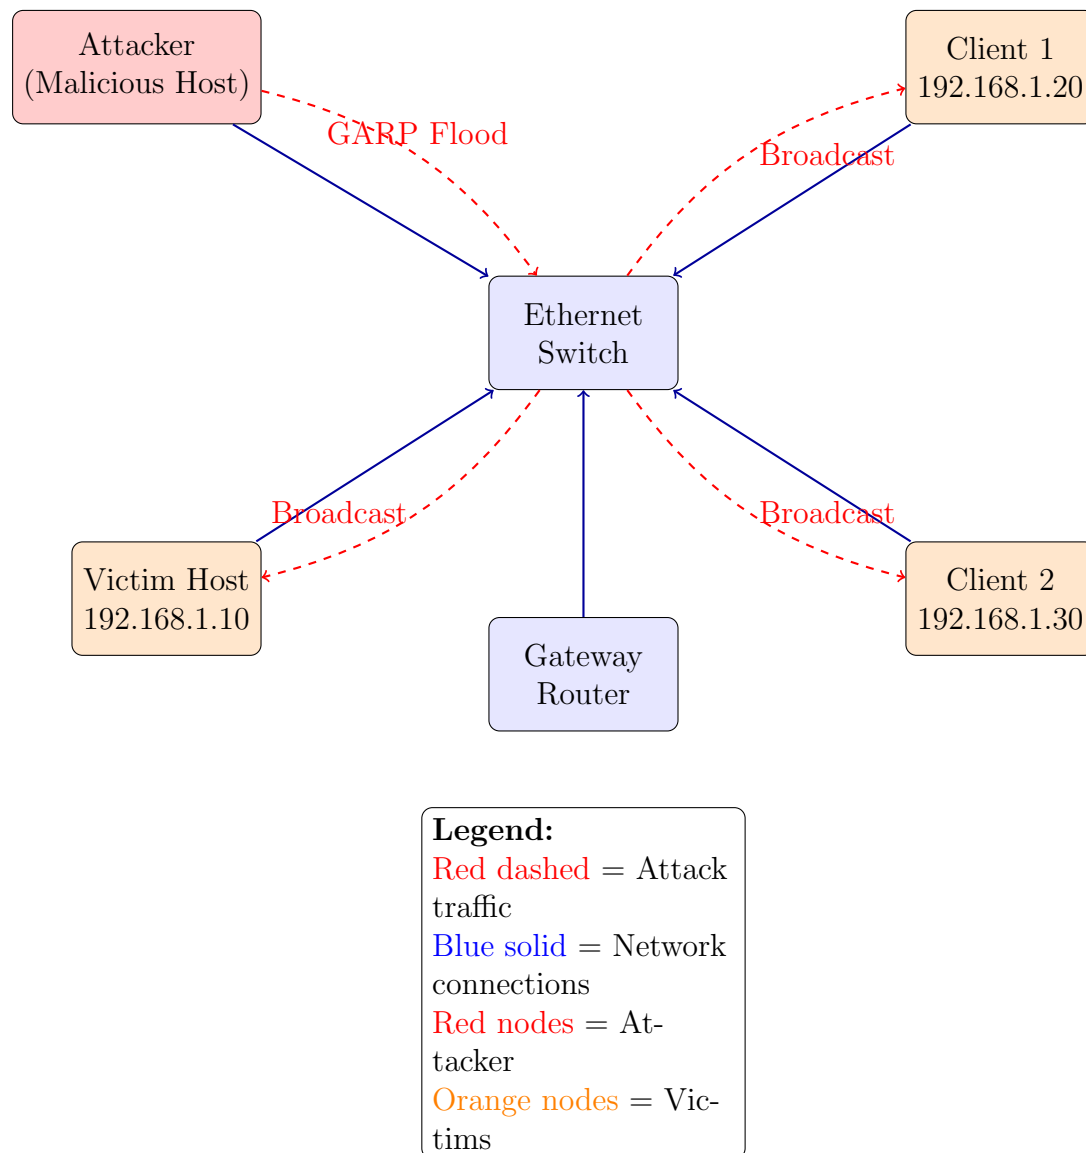 Attacker
(Malicious Host)
Client 1
192.168.1.20
GARP Flood
Broadcast
Ethernet
Switch
Broadcast
Broadcast
Victim Host
192.168.1.10
Client 2
192.168.1.30
Gateway
Router
Legend:
Red dashed = Attack
traffic
Blue solid = Network
connections
Red nodes = At-
tacker
Orange nodes = Vic-
tims